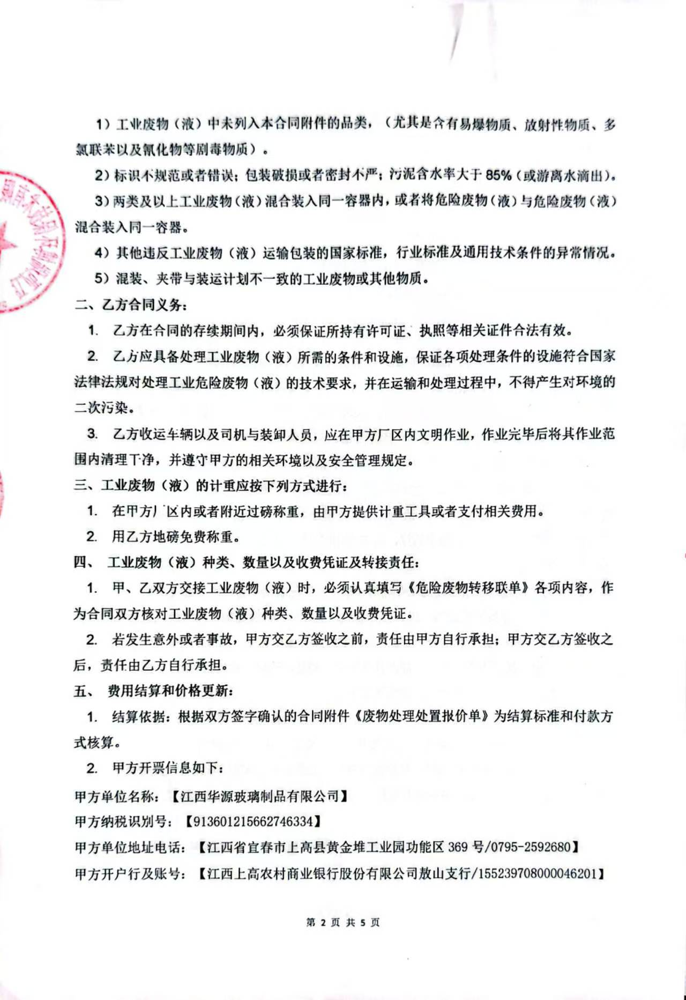 1）工业废物（液）中未列入本合同附件的品类，（尤其是含有易爆物质、放射性物质、多
氯联苯以及氰化物等剧毒物质）。
2）标识不规范或者错误；包装破损或者密封不严；污泥含水率大于 85%（或游离水滴出）。
3）两类及以上工业废物（液）混合装入同一容器内，或者将危险废物（液）与危险废物（液）
混合装入同一容器。
4）其他违反工业废物（液）运输包装的国家标准，行业标准及通用技术条件的异常情况。
5）混装、夹带与装运计划不一致的工业废物或其他物质。
二、乙方合同义务：
1. 乙方在合同的存续期间内，必须保证所持有许可证、执照等相关证件合法有效。
2. 乙方应具备处理工业废物（液）所需的条件和设施，保证各项处理条件的设施符合国家
法律法规对处理工业危险废物（液）的技术要求，并在运输和处理过程中，不得产生对环境的
二次污染。
3. 乙方收运车辆以及司机与装卸人员，应在甲方厂区内文明作业，作业完毕后将其作业范
围内清理干净，并遵守甲方的相关环境以及安全管理规定。
三、工业废物（液）的计重应按下列方式进行：
1. 在甲方厂区内或者附近过磅称重，由甲方提供计重工具或者支付相关费用。
2. 用乙方地磅免费称重。
四、 工业废物（液）种类、数量以及收费凭证及转接责任：
1. 甲、乙双方交接工业废物（液）时，必须认真填写《危险废物转移联单》各项内容，作
为合同双方核对工业废物（液）种类、数量以及收费凭证。
2. 若发生意外或者事故，甲方交乙方签收之前，责任由甲方自行承担；甲方交乙方签收之
后，责任由乙方自行承担。
五、 费用结算和价格更新：
1. 结算依据：根据双方签字确认的合同附件《废物处理处置报价单》为结算标准和付款方
式核算。
2. 甲方开票信息如下：
甲方单位名称：【江西华源玻璃制品有限公司】
甲方纳税识别号：【913601215662746334】
甲方单位地址电话：【江西省宜春市上高县黄金堆工业园功能区 369 号/0795-2592680】
甲方开户行及账号：【江西上高农村商业银行股份有限公司敖山支行/155239708000046201】
第 2 页 共 5 页